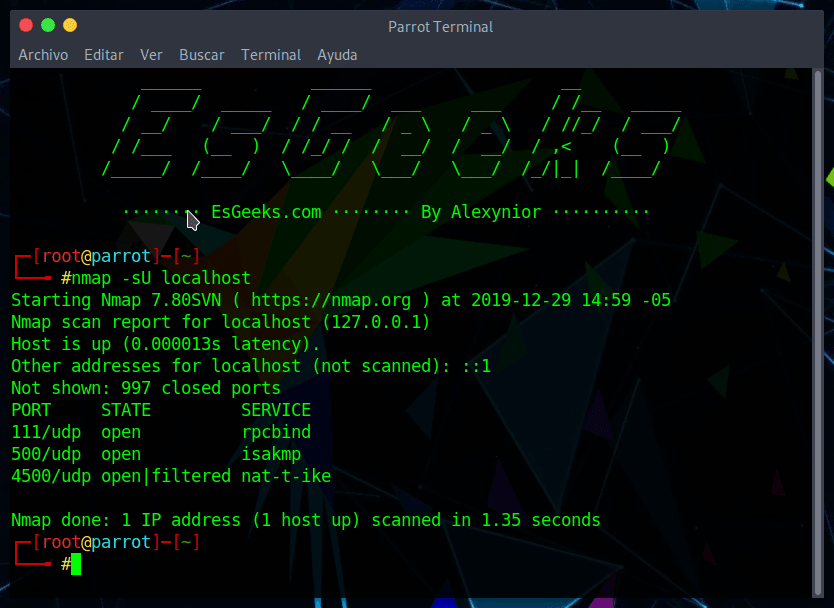 Parrot Terminal
Archivo Editar Ver Buscar Terminal Ayuda
EsGeeks
········ EsGeeks.com ········ By Alexynior ··········
┌─[root@parrot]─[~]
└──╼ #nmap -sU localhost
Starting Nmap 7.80SVN ( https://nmap.org ) at 2019-12-29 14:59 -05
Nmap scan report for localhost (127.0.0.1)
Host is up (0.000013s latency).
Other addresses for localhost (not scanned): ::1
Not shown: 997 closed ports
PORT     STATE         SERVICE
111/udp  open          rpcbind
500/udp  open          isakmp
4500/udp open|filtered nat-t-ike
Nmap done: 1 IP address (1 host up) scanned in 1.35 seconds
┌─[root@parrot]─[~]
└──╼ #